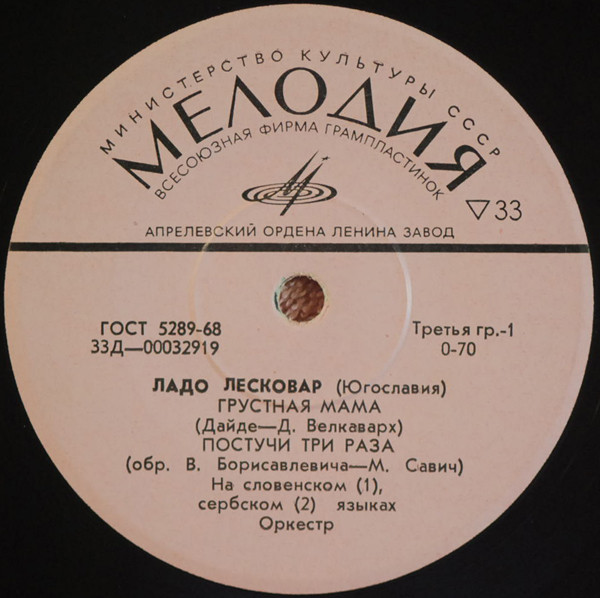 МИНИСТЕРСТВО КУЛЬТУРЫ СССР
МЕЛОДИЯ
ВСЕСОЮЗНАЯ ФИРМА ГРАМПЛАСТИНОК
▽33
АПРЕЛЕВСКИЙ ОРДЕНА ЛЕНИНА ЗАВОД
ГОСТ 5289-68
33Д—00032919
Третья гр.-1
0-70
ЛАДО ЛЕСКОВАР (Югославия)
ГРУСТНАЯ МАМА
(Дайде—Д. Велкаварх)
ПОСТУЧИ ТРИ РАЗА
(обр. В. Борисавлевича—М. Савич)
На словенском (1),
сербском (2) языках
Оркестр